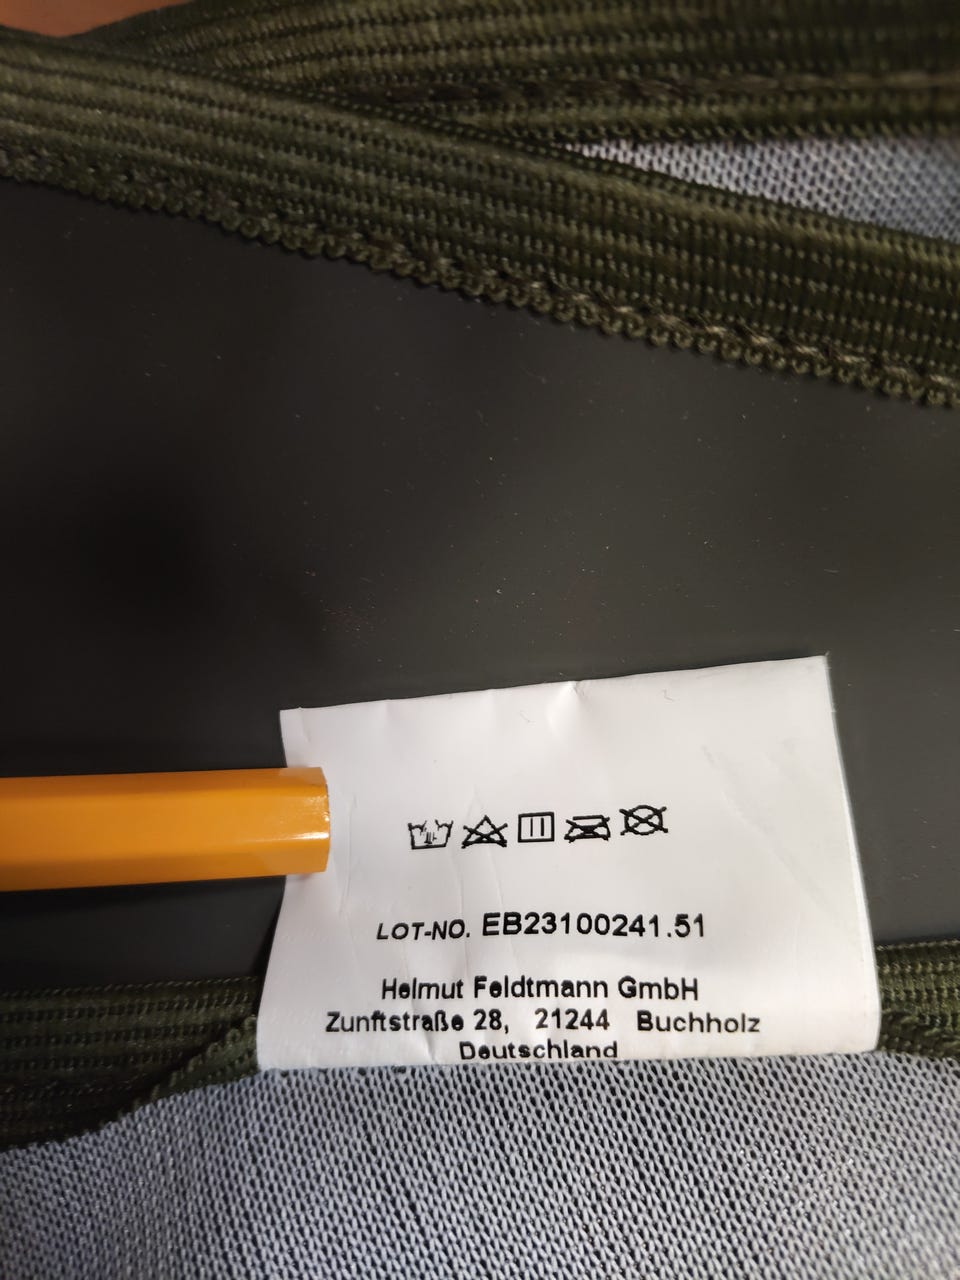 LOT-NO. EB23100241.51
Helmut Feldtmann GmbH
Zunftstraße 28, 21244 Buchholz
Deutschland